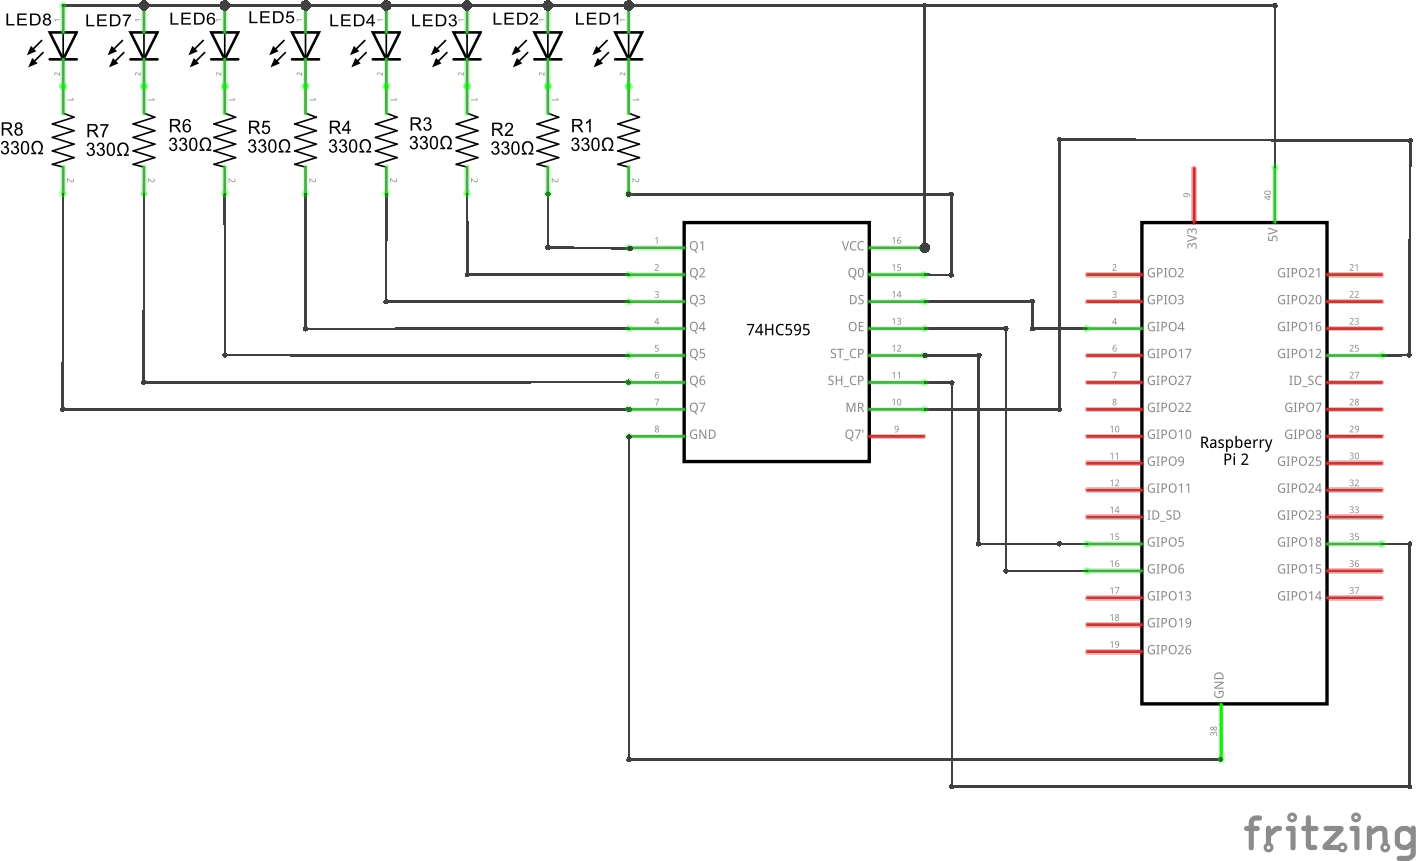 LED8
LED7
LED6
LED5
LED4
LED3
LED2
LED1
1
1
1
1
1
1
1
1
2
2
2
2
2
2
2
2
1
1
1
1
1
1
1
1
R8
330Ω
R7
330Ω
R6
330Ω
R5
330Ω
R4
330Ω
R3
330Ω
R2
330Ω
R1
330Ω
2
2
2
2
2
2
2
2
74HC595
1 Q1
2 Q2
3 Q3
4 Q4
5 Q5
6 Q6
7 Q7
8 GND
VCC 16
Q0 15
DS 14
OE 13
ST_CP 12
SH_CP 11
MR 10
Q7' 9
9
3V3
40
5V
2 GPIO2
3 GPIO3
4 GIPO4
6 GIPO17
7 GIPO27
8 GIPO22
10 GIPO10
11 GIPO9
12 GIPO11
14 ID_SD
15 GIPO5
16 GIPO6
17 GIPO13
18 GIPO19
19 GIPO26
Raspberry
Pi 2
GIPO21 21
GIPO20 22
GIPO16 23
GIPO12 25
ID_SC 27
GIPO7 28
GIPO8 29
GIPO25 30
GIPO24 32
GIPO23 33
GIPO18 35
GIPO15 36
GIPO14 37
GND
38
fritzing